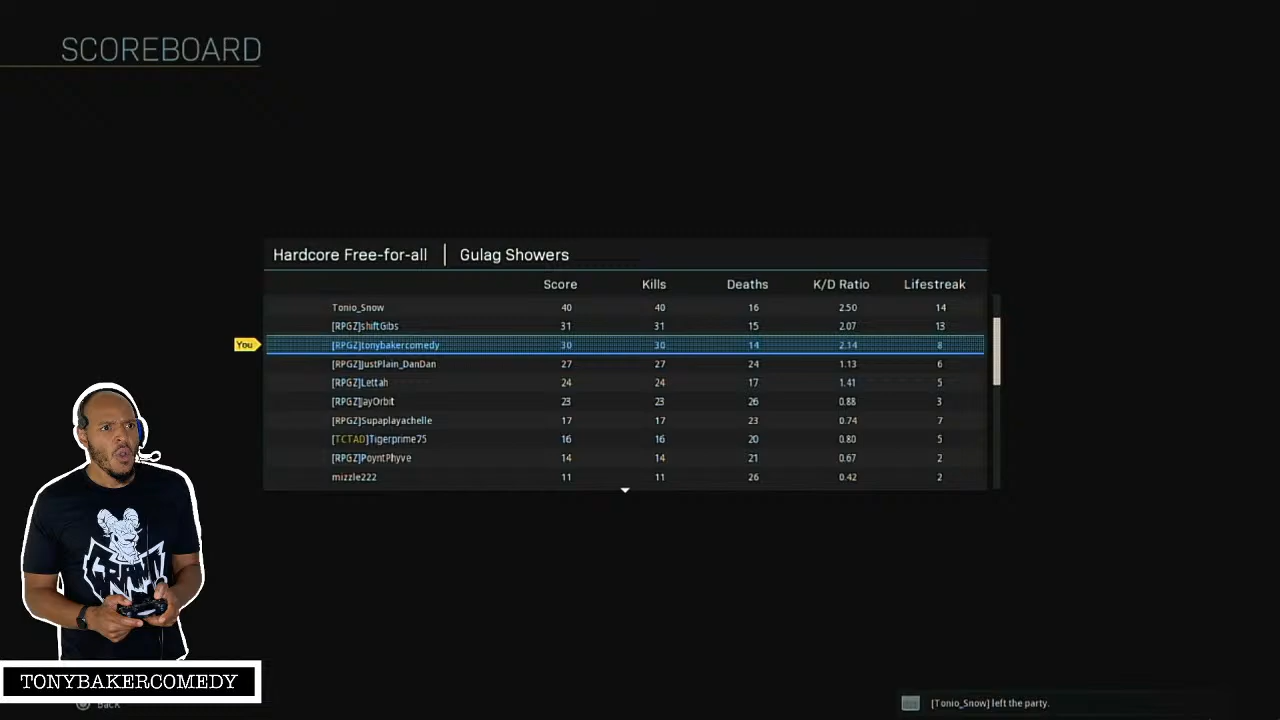 SCOREBOARD
Hardcore Free-for-all | Gulag Showers
Score Kills Deaths K/D Ratio Lifestreak
Tonio_Snow 40 40 16 2.50 14
[RPGZ]shiftGibs 31 31 15 2.07 13
You [RPGZ]tonybakercomedy 30 30 14 2.14 8
[RPGZ]JustPlain_DanDan 27 27 24 1.13 6
[RPGZ]Lettah 24 24 17 1.41 5
[RPGZ]JayOrbit 23 23 26 0.88 3
[RPGZ]Supaplayachelle 17 17 23 0.74 7
[TCTAD]Tigerprime75 16 16 20 0.80 5
[RPGZ]PoyntPhyve 14 14 21 0.67 2
mizzle222 11 11 26 0.42 2
GRAMS
TONYBAKERCOMEDY
Back
[Tonio_Snow] left the party.